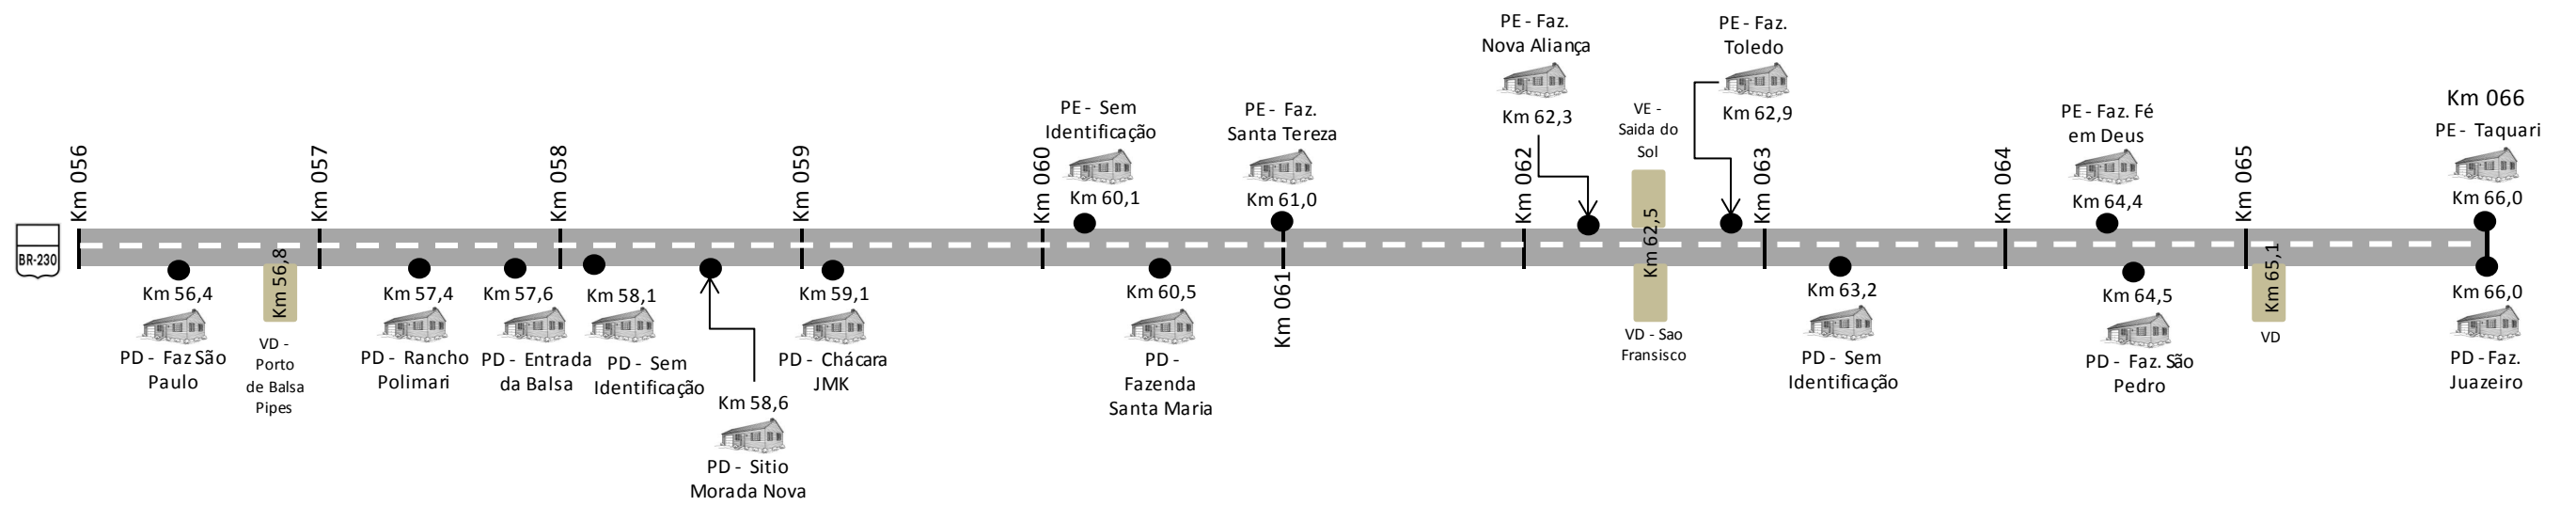 BR-230
Km 056
Km 56,4
PD - Faz São
Paulo
Km 56,8
VD -
Porto
de Balsa
Pipes
Km 057
Km 57,4
PD - Rancho
Polimari
Km 57,6
PD - Entrada
da Balsa
Km 058
Km 58,1
PD - Sem
Identificação
Km 58,6
PD - Sitio
Morada Nova
Km 059
Km 59,1
PD - Chácara
JMK
Km 060
PE - Sem
Identificação
Km 60,1
Km 60,5
PD -
Fazenda
Santa Maria
PE - Faz.
Santa Tereza
Km 61,0
Km 061
Km 062
PE - Faz.
Nova Aliança
Km 62,3
VE -
Saida do
Sol
Km 62,5
VD - Sao
Fransisco
PE - Faz.
Toledo
Km 62,9
Km 063
Km 63,2
PD - Sem
Identificação
Km 064
PE - Faz. Fé
em Deus
Km 64,4
Km 64,5
PD - Faz. São
Pedro
Km 065
Km 65,1
VD
Km 066
PE - Taquari
Km 66,0
Km 66,0
PD - Faz.
Juazeiro